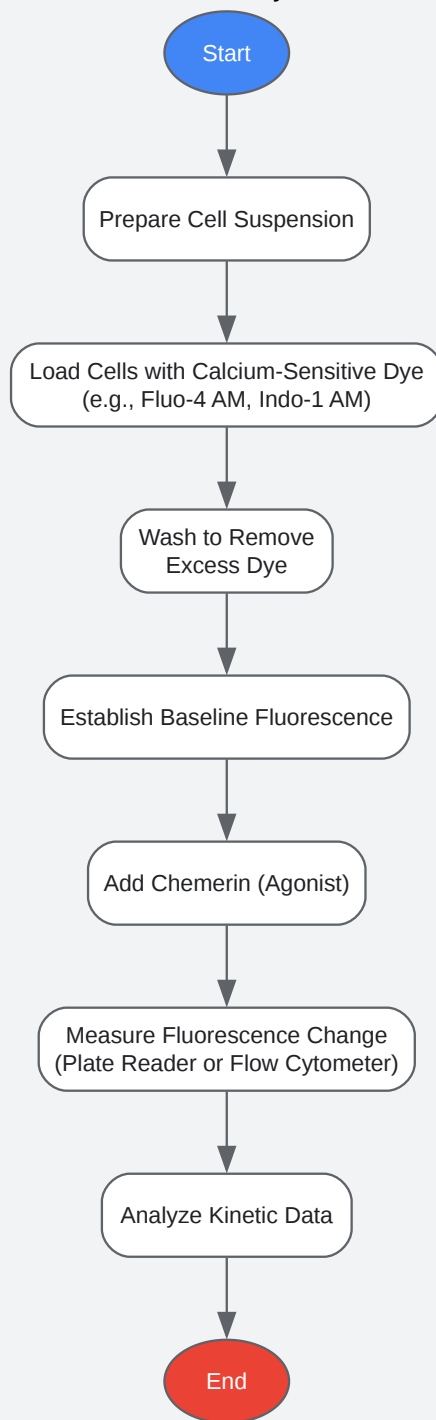 Start
Prepare Cell Suspension
Load Cells with Calcium-Sensitive Dye
(e.g., Fluo-4 AM, Indo-1 AM)
Wash to Remove
Excess Dye
Establish Baseline Fluorescence
Add Chemerin (Agonist)
Measure Fluorescence Change
(Plate Reader or Flow Cytometer)
Analyze Kinetic Data
End